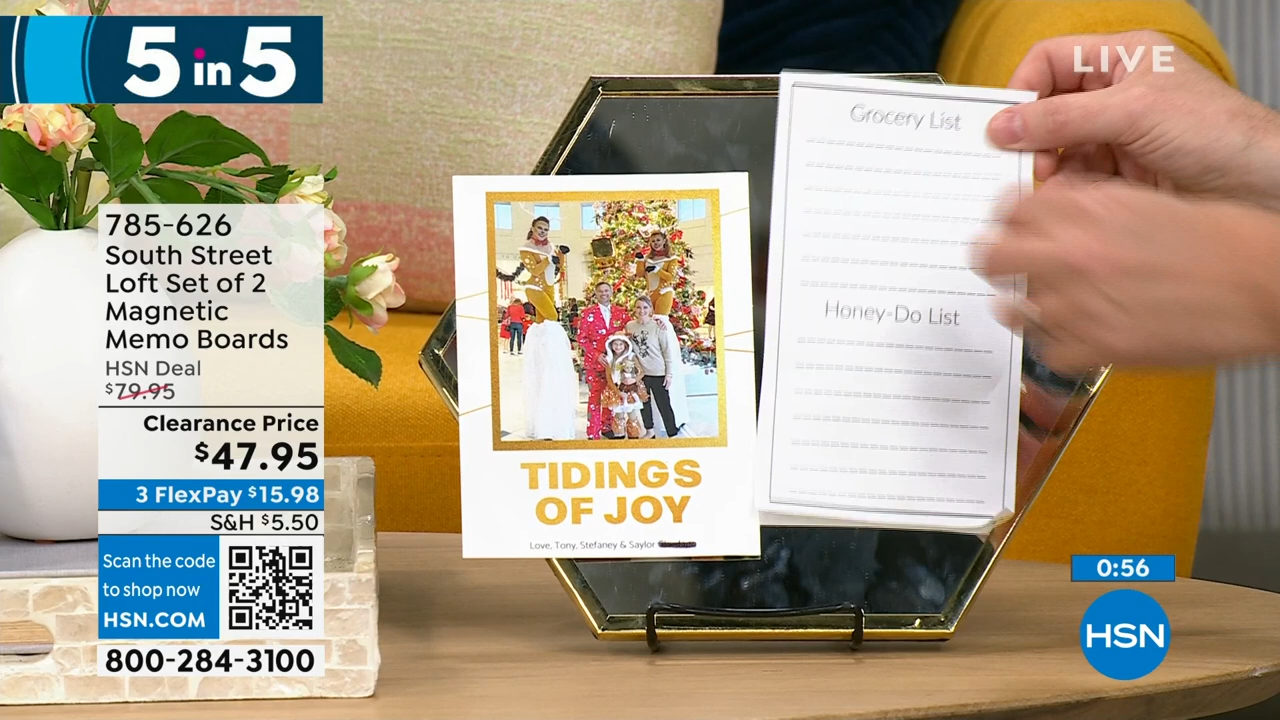 5 in 5
LIVE
785-626
South Street
Loft Set of 2
Magnetic
Memo Boards
HSN Deal
$79.95
Clearance Price
$47.95
3 FlexPay $15.98
S&H $5.50
Scan the code
to shop now
HSN.COM
800-284-3100
TIDINGS
OF JOY
Love, Tony, Stefaney & Saylor
Grocery List
Honey-Do List
0:56
HSN